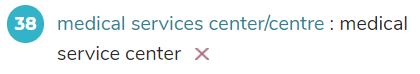 38 medical services center/centre : medical
service center ×